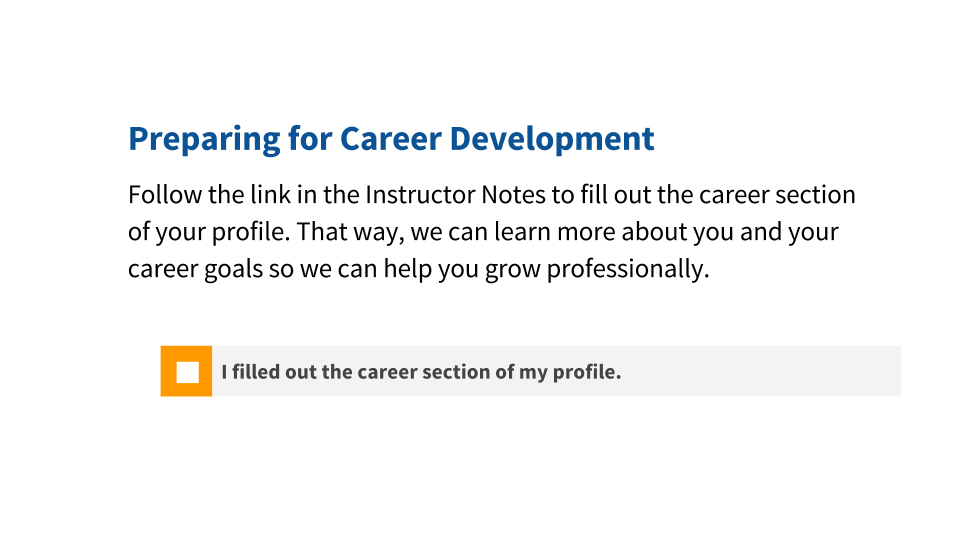 Preparing for Career Development
Follow the link in the Instructor Notes to fill out the career section
of your profile. That way, we can learn more about you and your
career goals so we can help you grow professionally.
I filled out the career section of my profile.